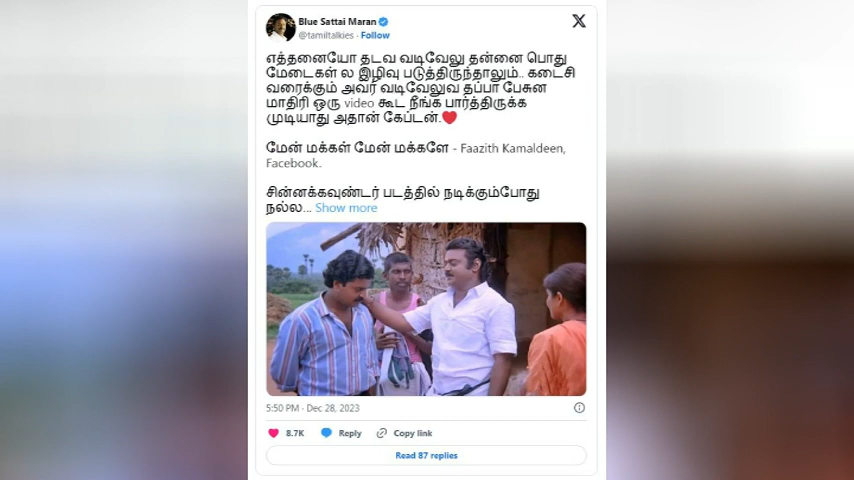 Blue Sattai Maran
@tamiltalkies · Follow
X
எத்தனையோ தடவ வடிவேலு தன்னை பொது
மேடைகள் ல இழிவு படுத்திருந்தாலும்.. கடைசி
வரைக்கும் அவர் வடிவேலுவ தப்பா பேசுன
மாதிரி ஒரு video கூட நீங்க பார்த்திருக்க
முடியாது அதான் கேப்டன்.❤️
மேன் மக்கள் மேன் மக்களே - Faazith Kamaldeen,
Facebook.
சின்னக்கவுண்டர் படத்தில் நடிக்கும்போது
நல்ல... Show more
5:50 PM · Dec 28, 2023
8.7K Reply Copy link
Read 87 replies